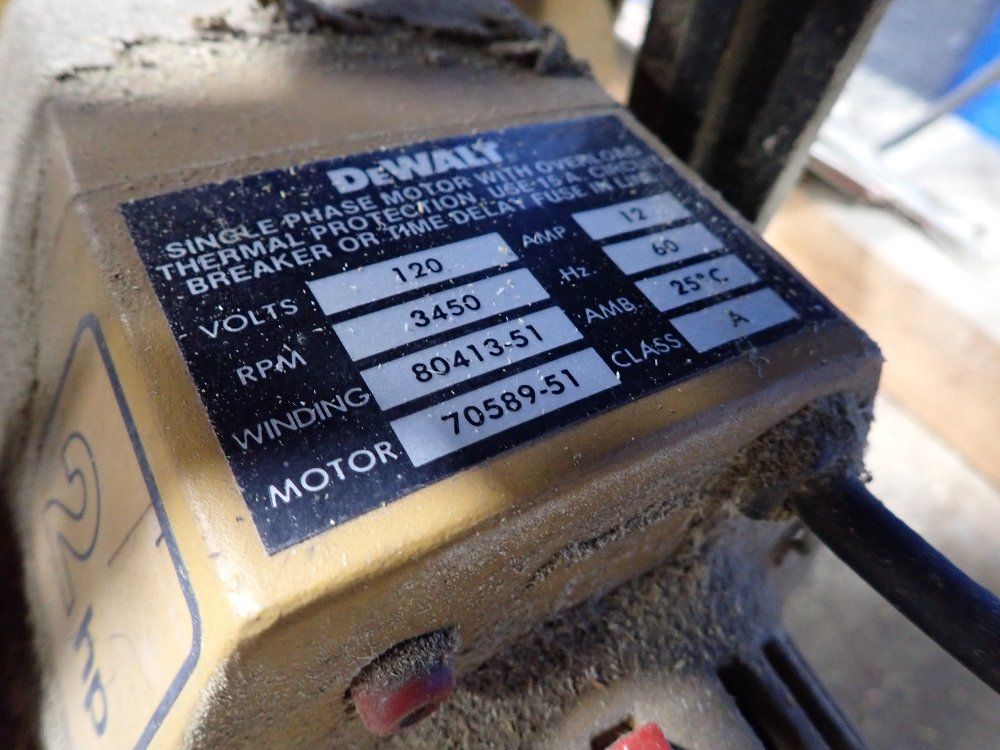 DEWALT
SINGLE PHASE MOTOR WITH OVERLOAD
THERMAL PROTECTION. USE 15 A. CIRCUIT
BREAKER OR TIME DELAY FUSE IN LINE
VOLTS 120 AMP 12
RPM 3450 Hz. 60
WINDING 80413-51 AMB. 25°C
MOTOR 70589-51 CLASS A
2 hp